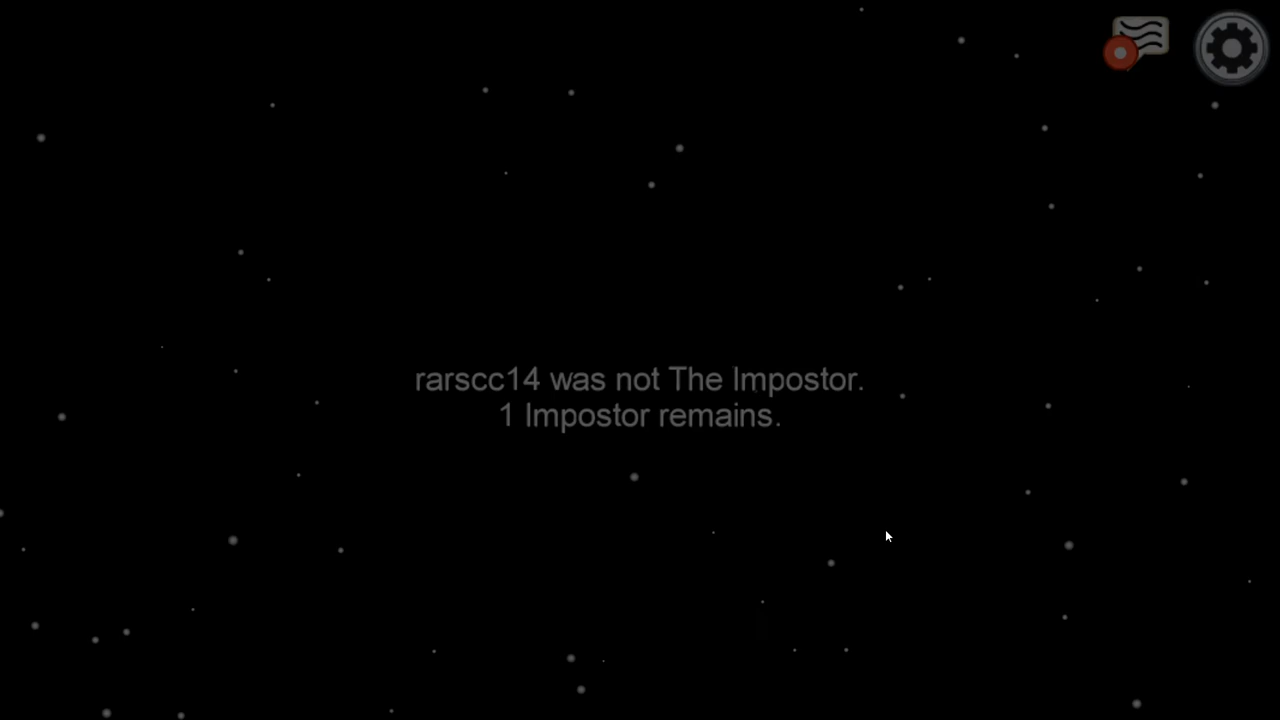 rarscc14 was not The Impostor.
1 Impostor remains.